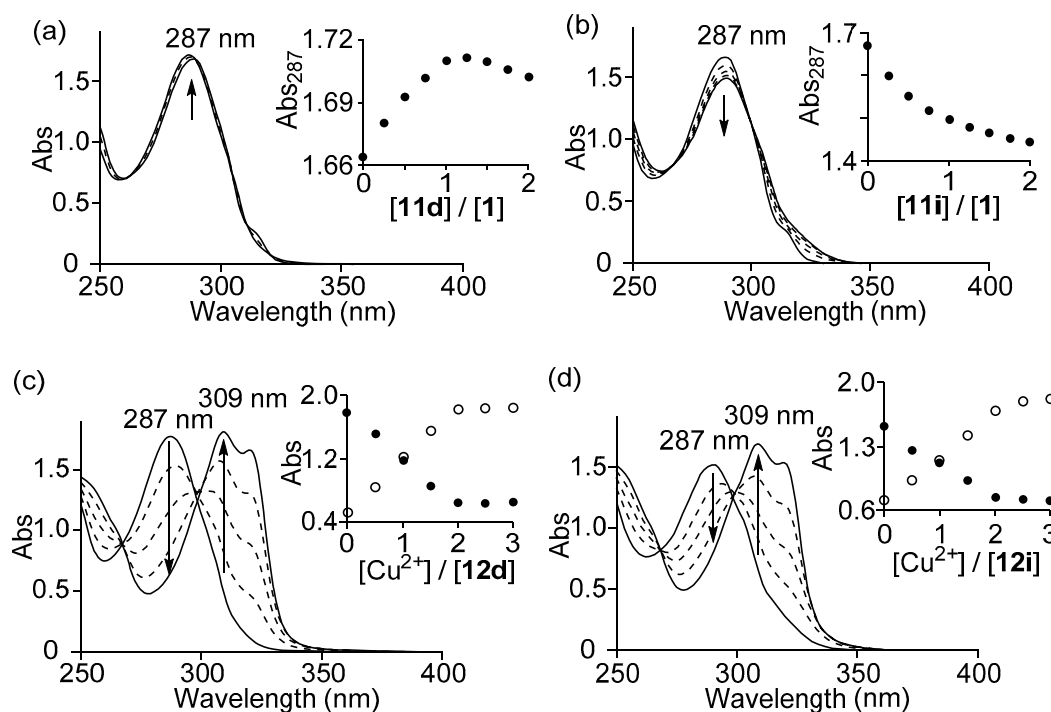 (a)
287 nm
Abs
1.5
1.0
0.5
0
250 300 350 400
Wavelength (nm)
Abs287
1.72
1.69
1.66
0 1 2
[11d] / [1]
(b)
287 nm
Abs
1.5
1.0
0.5
0
250 300 350 400
Wavelength (nm)
Abs287
1.7
1.4
0 1 2
[11i] / [1]
(c)
287 nm
309 nm
Abs
1.5
1.0
0.5
0
250 300 350 400
Wavelength (nm)
Abs
2.0
1.2
0.4
0 1 2 3
[Cu2+] / [12d]
(d)
287 nm
309 nm
Abs
1.5
1.0
0.5
0
250 300 350 400
Wavelength (nm)
Abs
2.0
1.3
0.6
0 1 2 3
[Cu2+] / [12i]